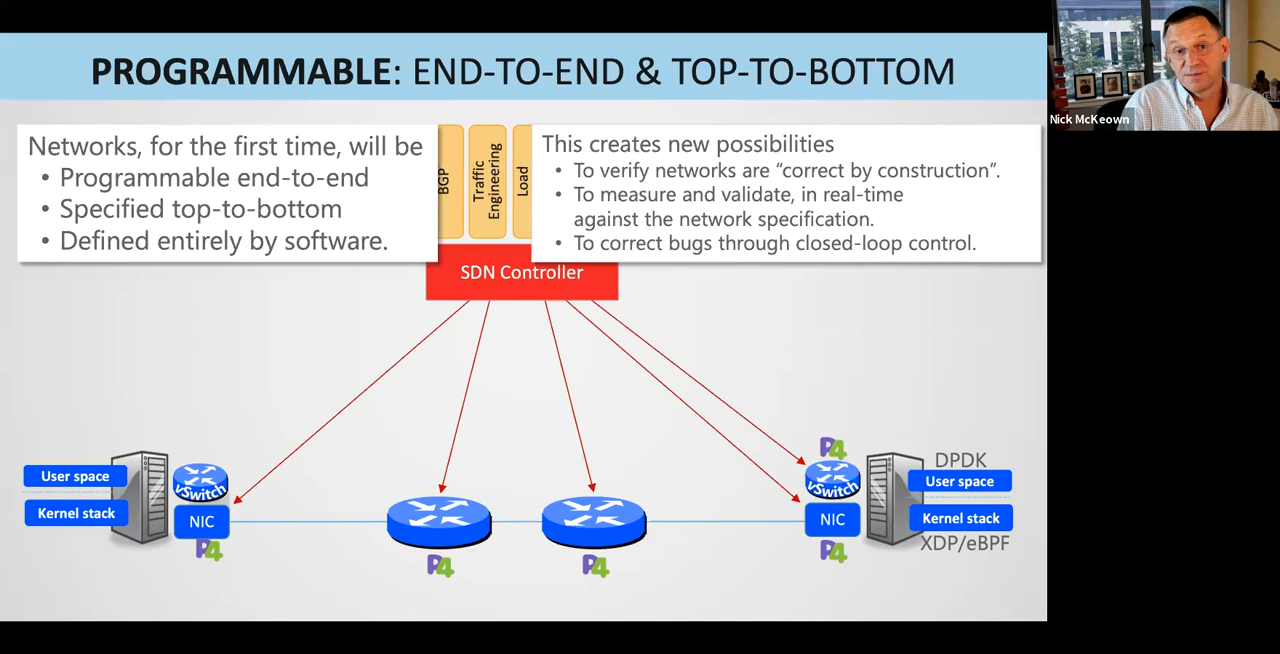 PROGRAMMABLE: END-TO-END & TOP-TO-BOTTOM
Nick McKeown
Networks, for the first time, will be
• Programmable end-to-end
• Specified top-to-bottom
• Defined entirely by software.
BGP
Traffic
Engineering
Load
This creates new possibilities
• To verify networks are “correct by construction”.
• To measure and validate, in real-time
against the network specification.
• To correct bugs through closed-loop control.
SDN Controller
User space
Kernel stack
vSwitch
NIC
P4
P4
P4
P4
vSwitch
NIC
P4
DPDK
User space
Kernel stack
XDP/eBPF